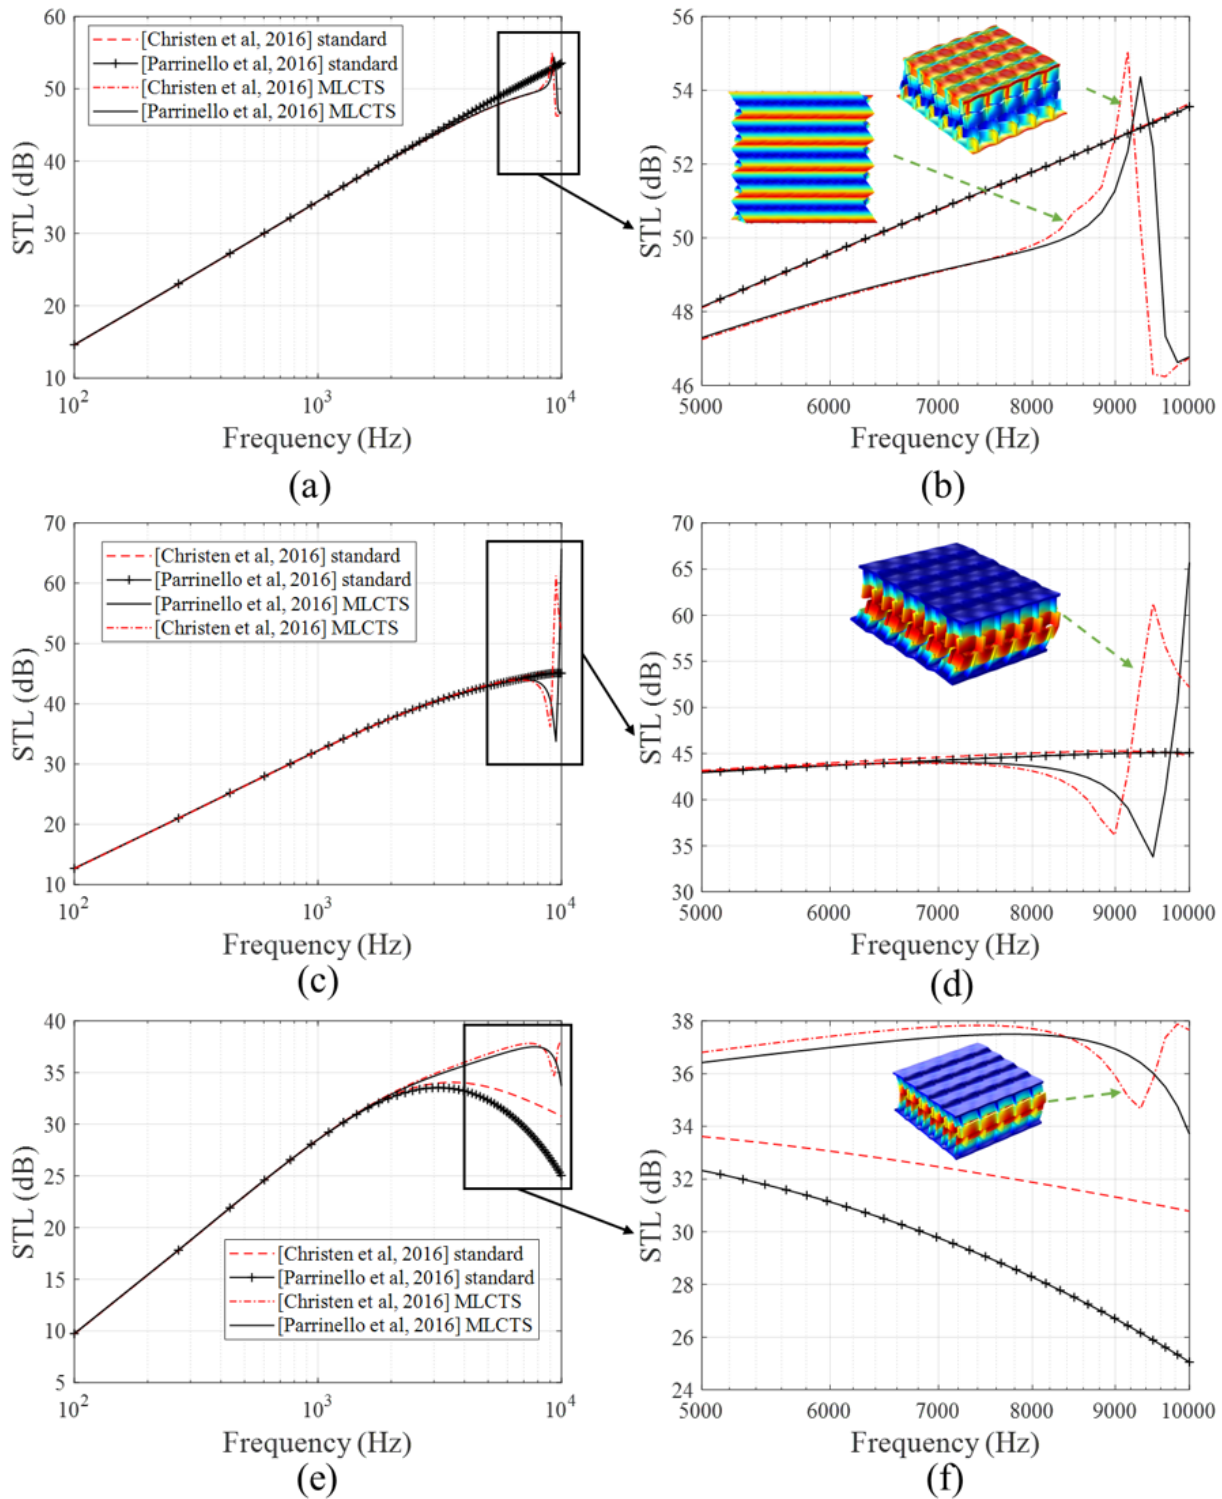 60
50
40
30
20
10
STL (dB)
[Christen et al, 2016] standard
[Parrinello et al, 2016] standard
[Christen et al, 2016] MLCTS
[Parrinello et al, 2016] MLCTS
10²
10³
10⁴
Frequency (Hz)
(a)
56
54
52
50
48
46
STL (dB)
5000 6000 7000 8000 9000 10000
Frequency (Hz)
(b)
70
60
50
40
30
20
10
STL (dB)
[Christen et al, 2016] standard
[Parrinello et al, 2016] standard
[Parrinello et al, 2016] MLCTS
[Christen et al, 2016] MLCTS
10² 10³ 10⁴
Frequency (Hz)
(c)
70
65
60
55
50
45
40
35
30
STL (dB)
5000 6000 7000 8000 9000 10000
Frequency (Hz)
(d)
40
35
30
25
20
15
10
5
STL (dB)
[Christen et al, 2016] standard
[Parrinello et al, 2016] standard
[Christen et al, 2016] MLCTS
[Parrinello et al, 2016] MLCTS
10² 10³ 10⁴
Frequency (Hz)
(e)
38
36
34
32
30
28
26
24
STL (dB)
5000 6000 7000 8000 9000 10000
Frequency (Hz)
(f)